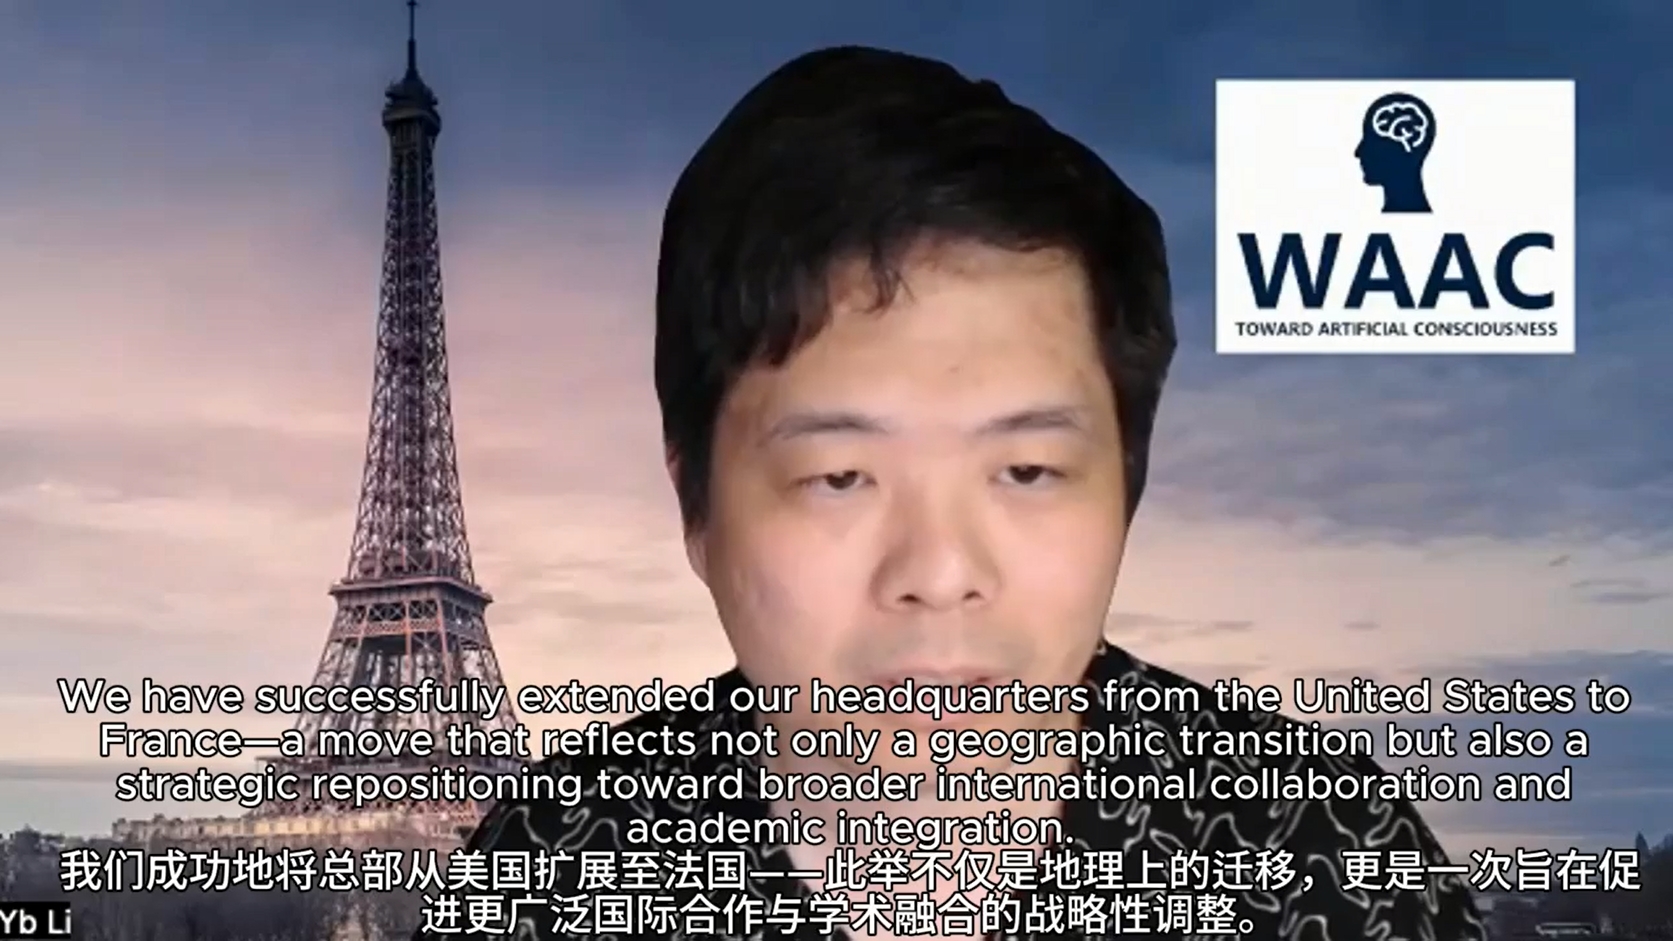 WAAC
TOWARD ARTIFICIAL CONSCIOUSNESS
We have successfully extended our headquarters from the United States to
France—a move that reflects not only a geographic transition but also a
strategic repositioning toward broader international collaboration and
academic integration.
我们成功地将总部从美国扩展至法国——此举不仅是地理上的迁移，更是一次旨在促
进更广泛国际合作与学术融合的战略性调整。
Yb Li